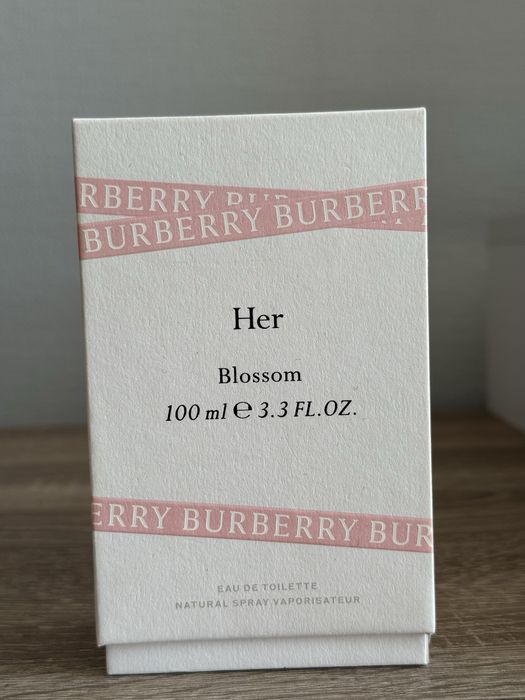 RBERRY
BURBERRY BURBERR
Her
Blossom
100 ml ℮ 3.3 FL.OZ.
ERRY BURBERRY BUR
EAU DE TOILETTE
NATURAL SPRAY VAPORISATEUR